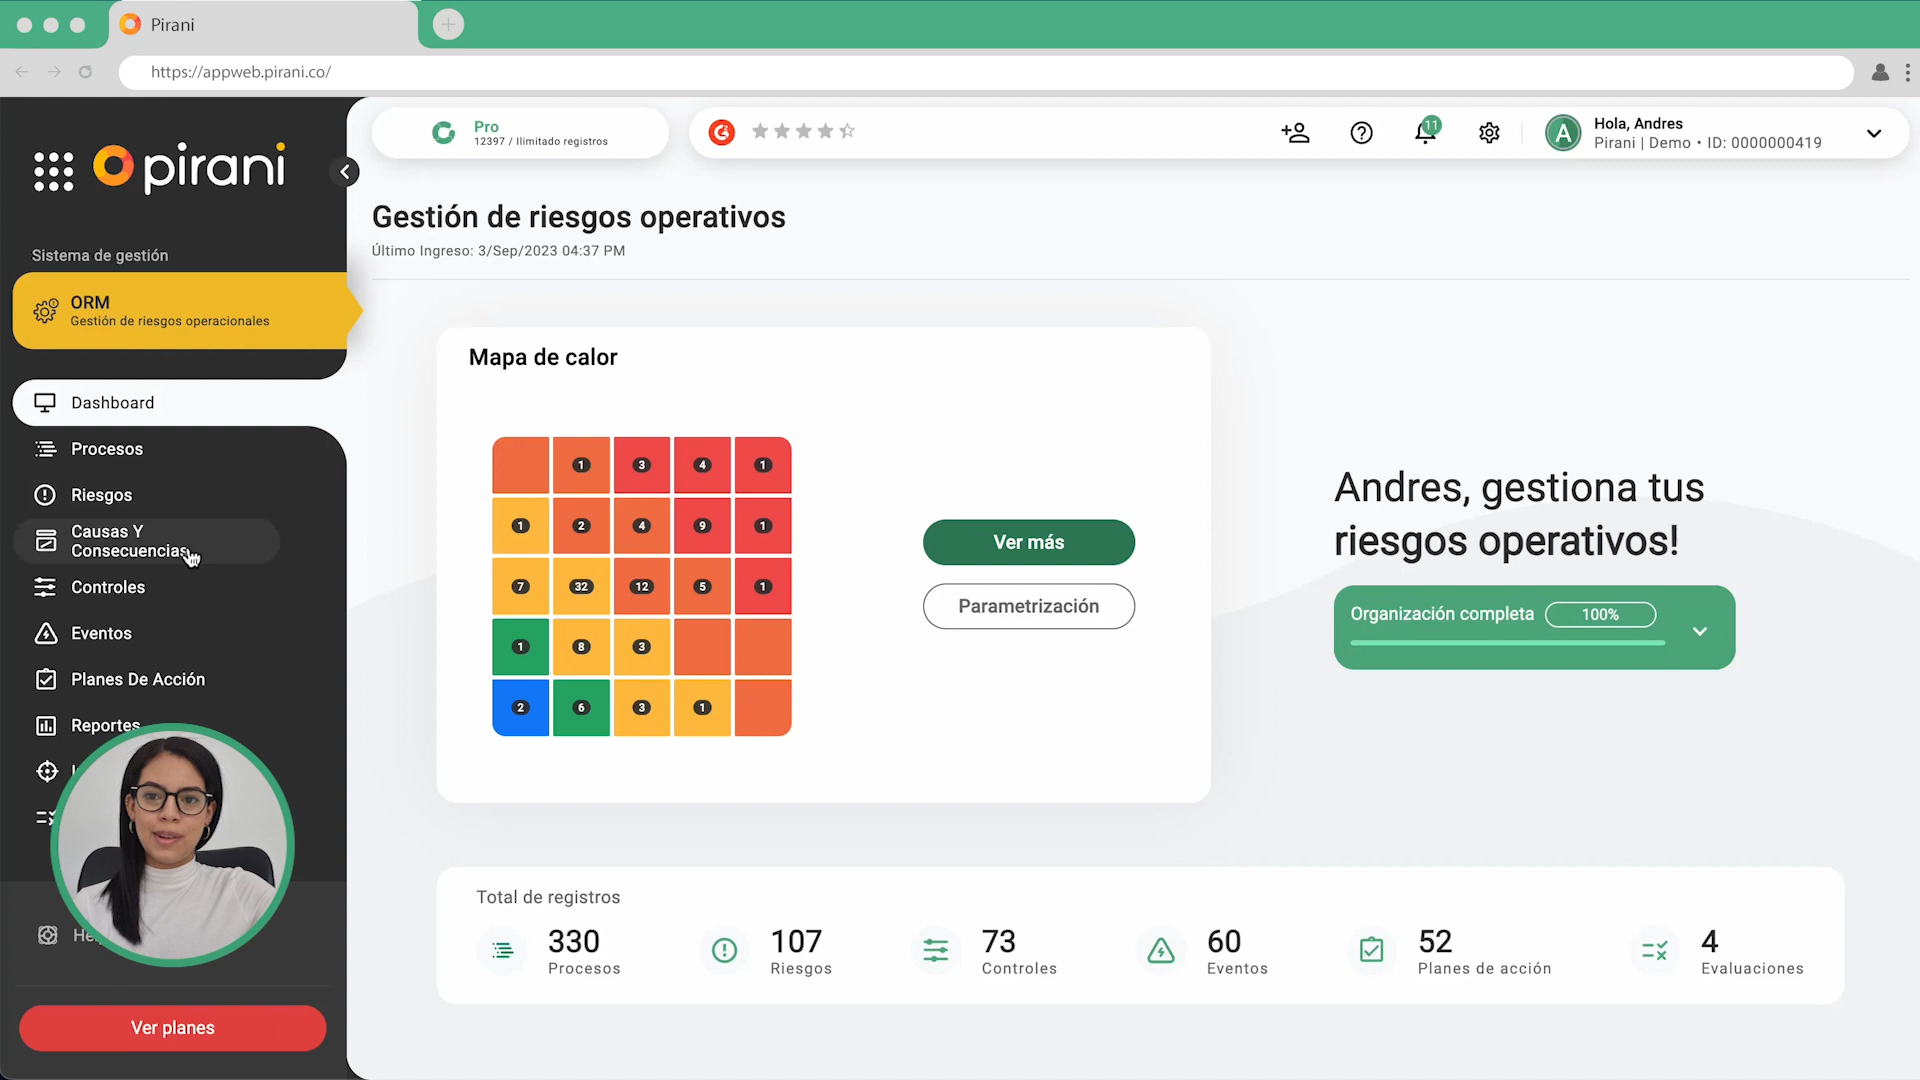 Pirani
https://appweb.pirani.co/
pirani
Pro
12397 / Ilimitado registros
11
A
Hola, Andres
Pirani | Demo • ID: 0000000419
Gestión de riesgos operativos
Último Ingreso: 3/Sep/2023 04:37 PM
Sistema de gestión
ORM
Gestión de riesgos operacionales
Dashboard
Procesos
Riesgos
Causas Y
Consecuencias
Controles
Eventos
Planes De Acción
Reportes
Ver planes
Mapa de calor
1 3 4 1
1 2 4 9 1
7 32 12 5 1
1 8 3
2 6 3 1
Ver más
Parametrización
Andres, gestiona tus
riesgos operativos!
Organización completa 100%
Total de registros
330
Procesos
107
Riesgos
73
Controles
60
Eventos
52
Planes de acción
4
Evaluaciones